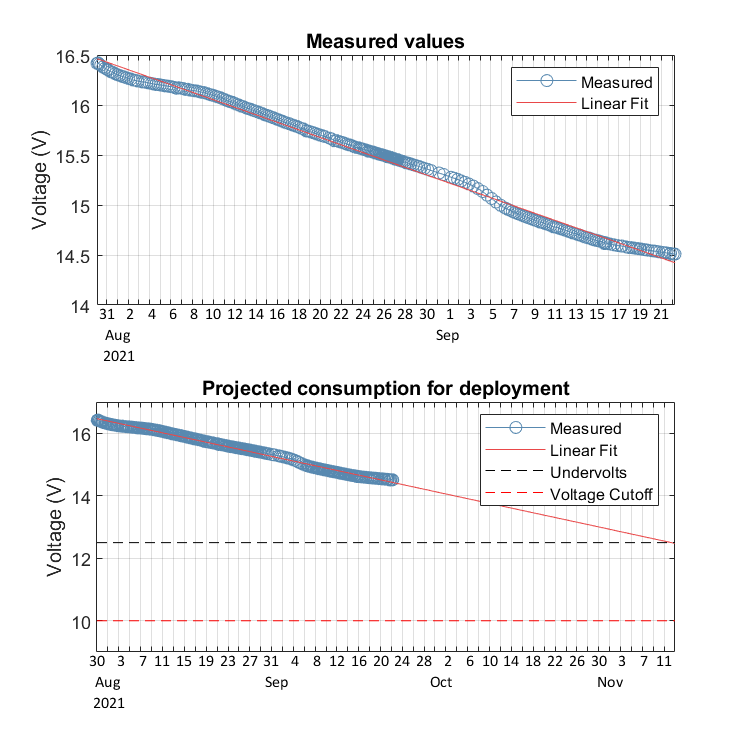 Measured values
16.5
16
15.5
15
14.5
14
Voltage (V)
Measured
Linear Fit
31 2 4 6 8 10 12 14 16 18 20 22 24 26 28 30 1 3 5 7 9 11 13 15 17 19 21
Aug Sep
2021
Projected consumption for deployment
16
14
12
10
Voltage (V)
Measured
Linear Fit
Undervolts
Voltage Cutoff
30 3 7 11 15 19 23 27 31 4 8 12 16 20 24 28 2 6 10 14 18 22 26 30 3 7 11
Aug Sep Oct Nov
2021